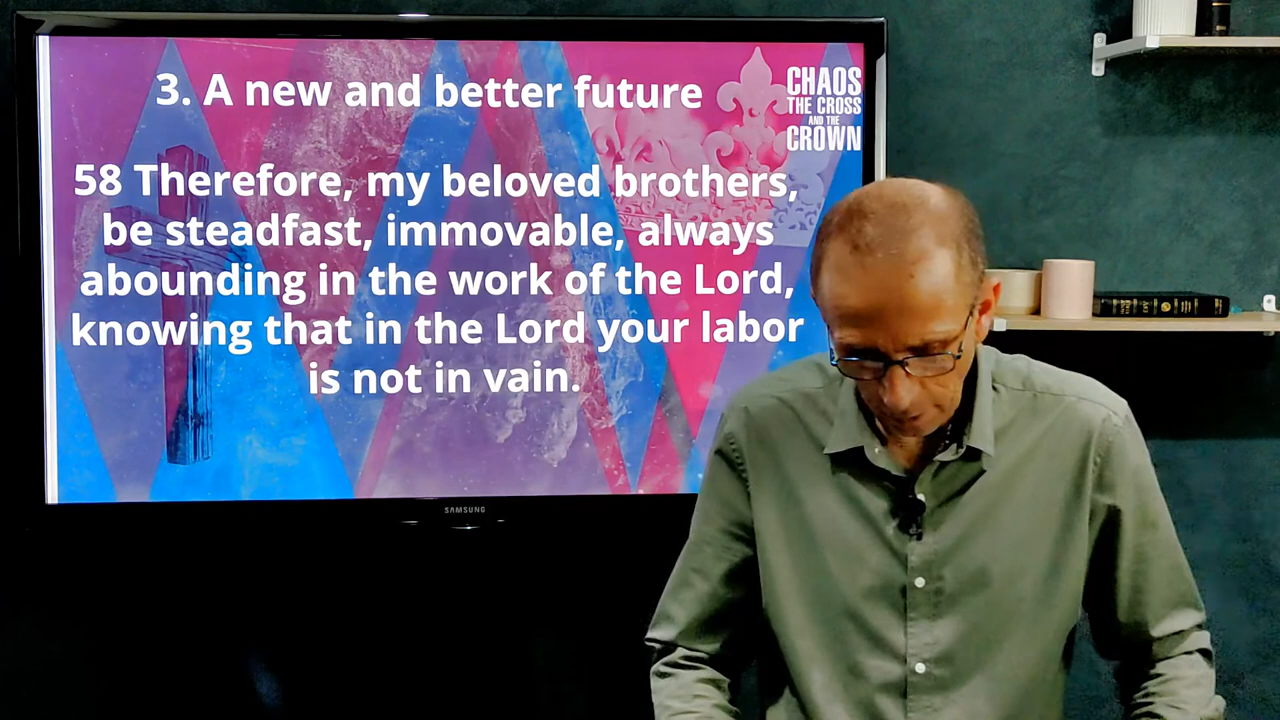 3. A new and better future
CHAOS
THE CROSS
AND THE
CROWN
58 Therefore, my beloved brothers,
be steadfast, immovable, always
abounding in the work of the Lord,
knowing that in the Lord your labor
is not in vain.
SAMSUNG